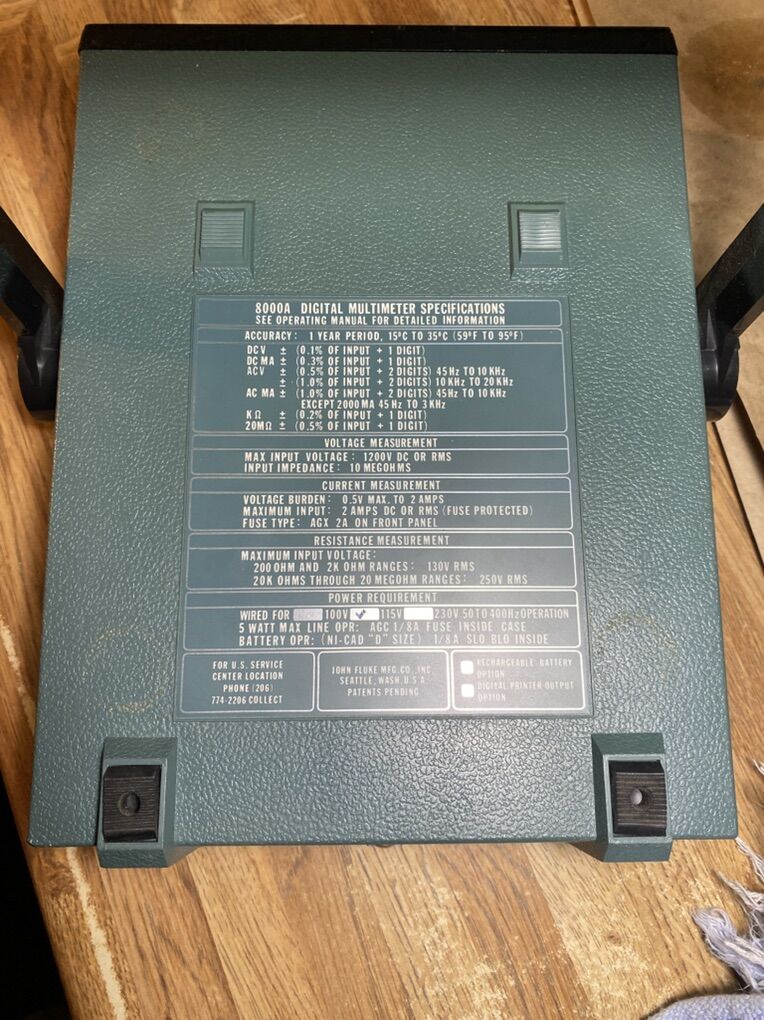 8000A DIGITAL MULTIMETER SPECIFICATIONS
SEE OPERATING MANUAL FOR DETAILED INFORMATION
ACCURACY: 1 YEAR PERIOD, 15ºC TO 35ºC (59ºF TO 95ºF)
DCV ± (0.1% OF INPUT + 1 DIGIT)
DC MA ± (0.3% OF INPUT + 1 DIGIT)
ACV ± (0.5% OF INPUT + 2 DIGITS) 45Hz TO 10 KHz
± (1.0% OF INPUT + 2 DIGITS) 10 KHz TO 20 KHz
AC MA ± (1.0% OF INPUT + 2 DIGITS) 45Hz TO 10 KHz
EXCEPT 2000 MA 45 Hz TO 3 KHz
KΩ ± (0.2% OF INPUT + 1 DIGIT)
20MΩ ± (0.5% OF INPUT + 1 DIGIT)
VOLTAGE MEASUREMENT
MAX INPUT VOLTAGE: 1200V DC OR RMS
INPUT IMPEDANCE: 10 MEGOHMS
CURRENT MEASUREMENT
VOLTAGE BURDEN: 0.5V MAX. TO 2 AMPS
MAXIMUM INPUT: 2 AMPS DC OR RMS (FUSE PROTECTED)
FUSE TYPE: AGX 2A ON FRONT PANEL
RESISTANCE MEASUREMENT
MAXIMUM INPUT VOLTAGE:
200 OHM AND 2K OHM RANGES: 130V RMS
20K OHMS THROUGH 20 MEGOHM RANGES: 250V RMS
POWER REQUIREMENT
WIRED FOR 100V ✓ 115V 230V 50 TO 400Hz OPERATION
5 WATT MAX LINE OPR: AGC 1/8A FUSE INSIDE CASE
BATTERY OPR: (NI-CAD "D" SIZE) 1/8A SLO BLO INSIDE
FOR U.S. SERVICE
CENTER LOCATION
PHONE (206)
774-2206 COLLECT
JOHN FLUKE MFG. CO., INC.
SEATTLE, WASH. U.S.A.
PATENTS PENDING
RECHARGEABLE BATTERY
OPTION
DIGITAL PRINTER OUTPUT
OPTION